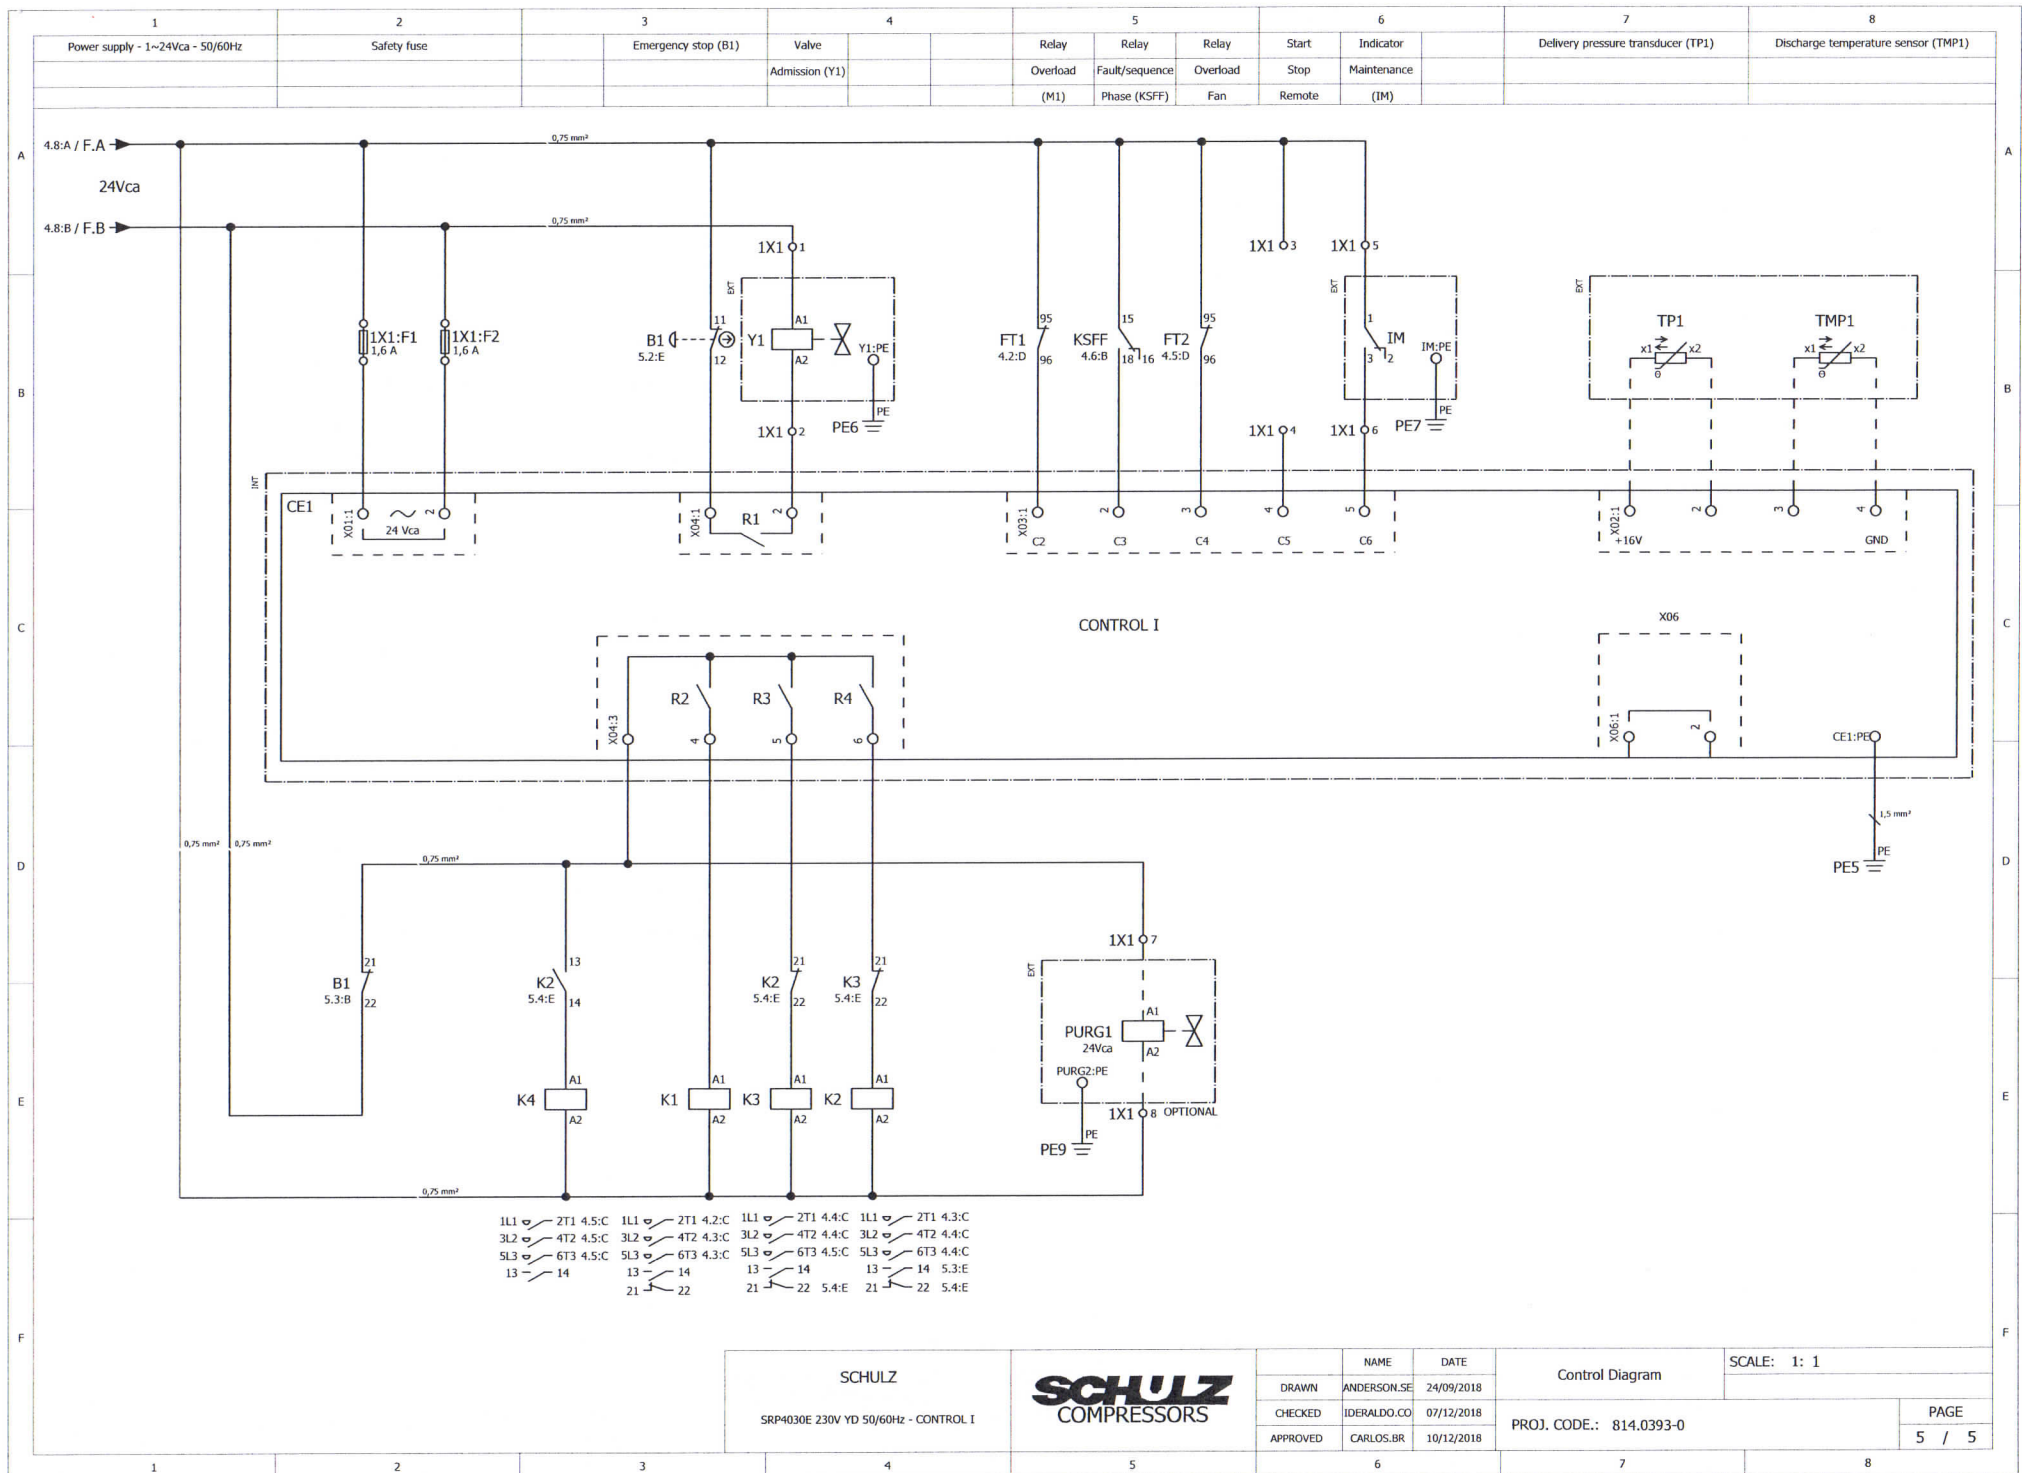 1 2 3 4 5 6 7 8
Power supply - 1~24Vca - 50/60Hz Safety fuse Emergency stop (B1) Valve Relay Relay Relay Start Indicator Delivery pressure transducer (TP1) Discharge temperature sensor (TMP1)
Admission (Y1) Overload Fault/sequence Overload Stop Maintenance
(M1) Phase (KSFF) Fan Remote (IM)
0,75 mm²
A 4.8:A / F.A A
24Vca
4.8:B / F.B 0,75 mm²
1X1 1 1X1 3 1X1 5
EXT EXT EXT
11 A1 95 15 95 1 TP1 TMP1
1X1:F1 1X1:F2 B1 Y1 FT1 KSFF FT2 IM
1,6 A 1,6 A 5.2:E Y1:PE 4.2:D 4.6:B 4.5:D IM:PE x1 x2 x1 x2
12 A2 96 18 16 96 3 2 Θ Θ
B B
PE PE
1X1 2 PE6 1X1 4 1X1 6 PE7
INT
CE1 X01:1 2 X04:1 R1 2 X03:1 2 3 4 5 X02:1 2 3 4
24 Vca C2 C3 C4 C5 C6 +16V GND
C CONTROL I X06 C
R2 R3 R4
X04:3 4 5 6 X06:1 2 CE1:PE
1,5 mm²
0,75 mm² 0,75 mm²
0,75 mm²
D PE D
PE5
1X1 7
EXT
21 13 21 21
B1 K2 K2 K3
5.3:B 5.4:E 5.4:E 5.4:E
22 14 22 22
A1
PURG1
24Vca A2
PURG2:PE
A1 A1 A1 A1
E K4 K1 K3 K2 E
A2 A2 A2 A2
1X1 8 OPTIONAL
PE
PE9
0,75 mm²
1L1 2T1 4.5:C 1L1 2T1 4.2:C 1L1 2T1 4.4:C 1L1 2T1 4.3:C
3L2 4T2 4.5:C 3L2 4T2 4.3:C 3L2 4T2 4.4:C 3L2 4T2 4.4:C
5L3 6T3 4.5:C 5L3 6T3 4.3:C 5L3 6T3 4.5:C 5L3 6T3 4.4:C
13 14 13 14 13 14 13 14 5.3:E
21 22 21 22 5.4:E 21 22 5.4:E
F F
SCHULZ
SRP4030E 230V YD 50/60Hz - CONTROL I
SCHULZ
COMPRESSORS
NAME DATE
DRAWN ANDERSON.SE 24/09/2018
CHECKED IDERALDO.CO 07/12/2018
APPROVED CARLOS.BR 10/12/2018
Control Diagram
SCALE: 1: 1
PROJ. CODE.: 814.0393-0
PAGE
5 / 5
1 2 3 4 5 6 7 8